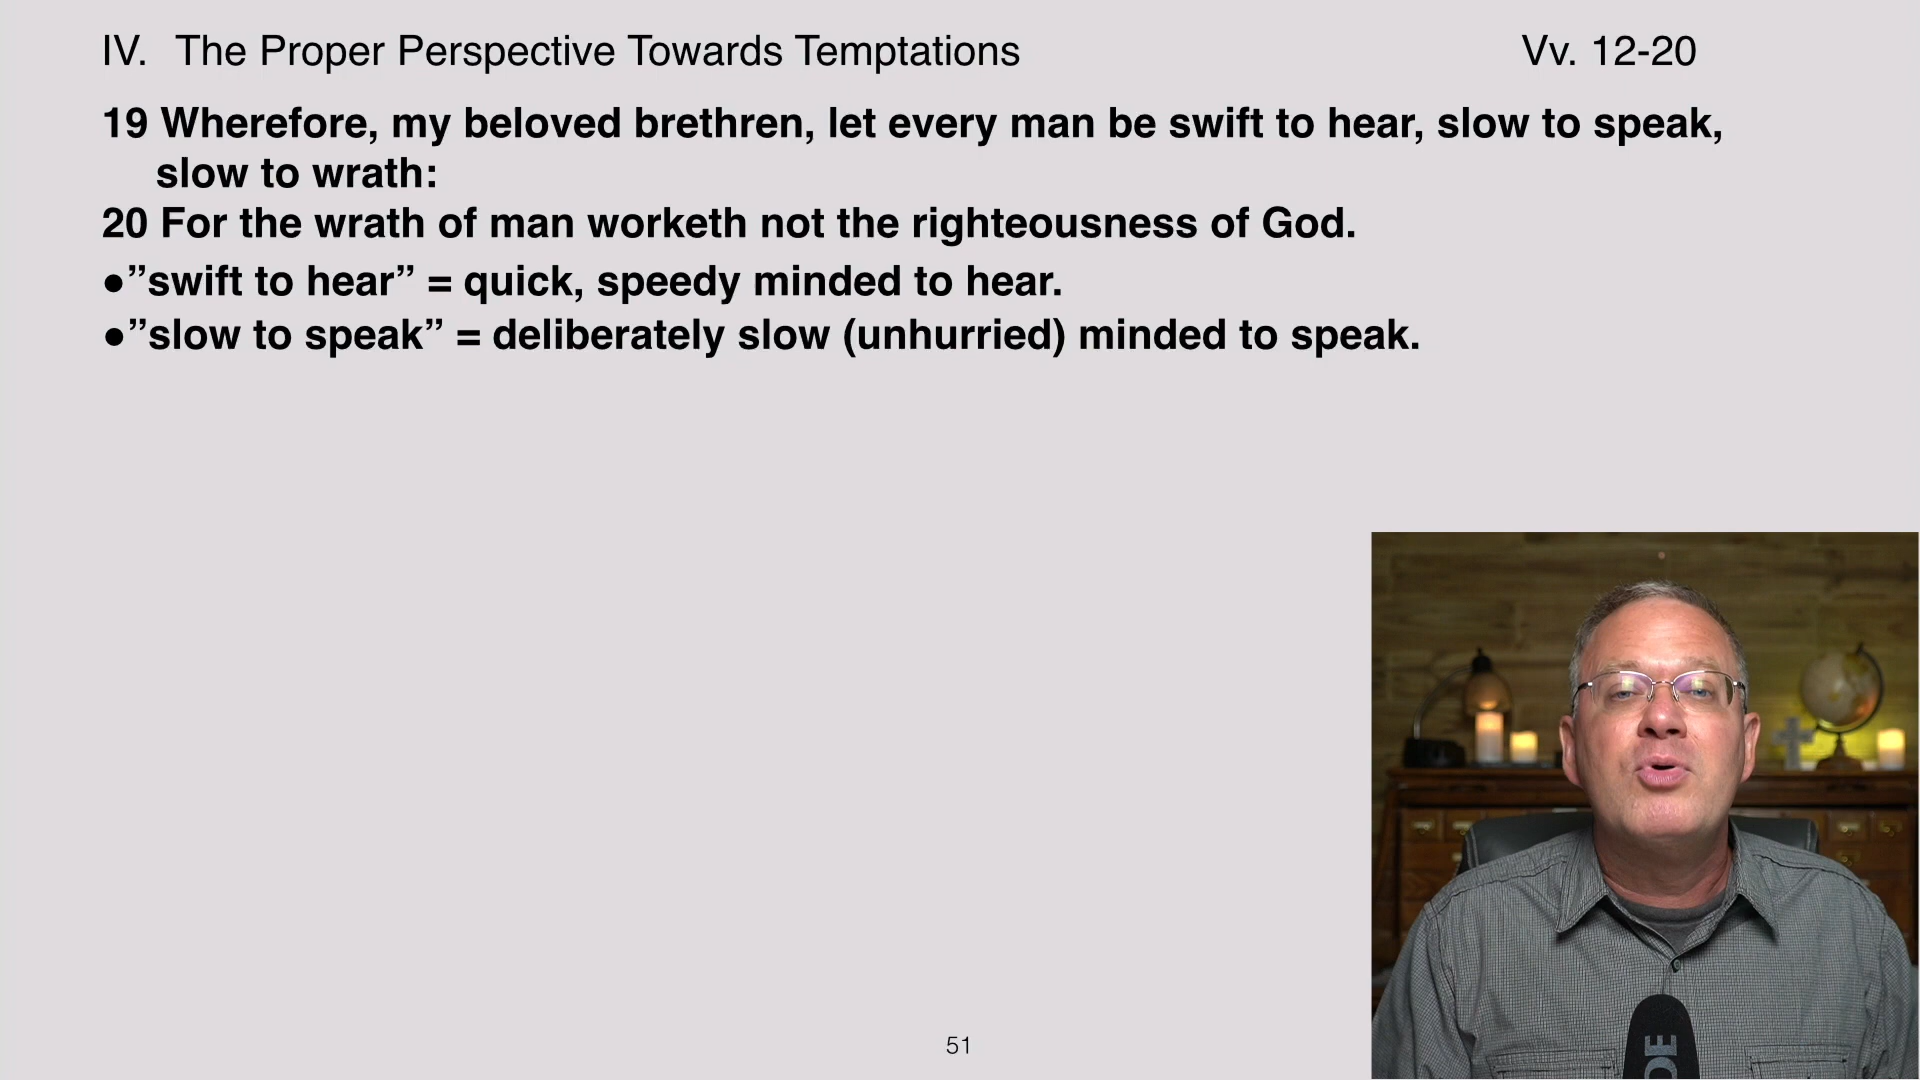 IV. The Proper Perspective Towards Temptations Vv. 12-20
19 Wherefore, my beloved brethren, let every man be swift to hear, slow to speak,
slow to wrath:
20 For the wrath of man worketh not the righteousness of God.
●”swift to hear” = quick, speedy minded to hear.
●”slow to speak” = deliberately slow (unhurried) minded to speak.
51